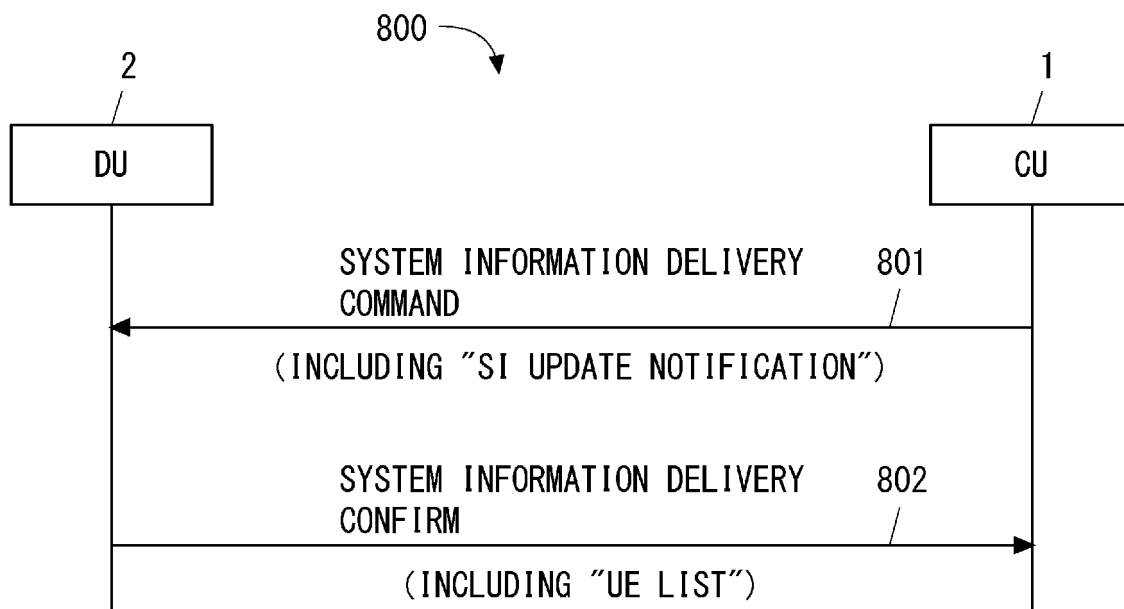 800
2
1
DU
CU
SYSTEM INFORMATION DELIVERY 801
COMMAND
(INCLUDING "SI UPDATE NOTIFICATION")
SYSTEM INFORMATION DELIVERY 802
CONFIRM
(INCLUDING "UE LIST")